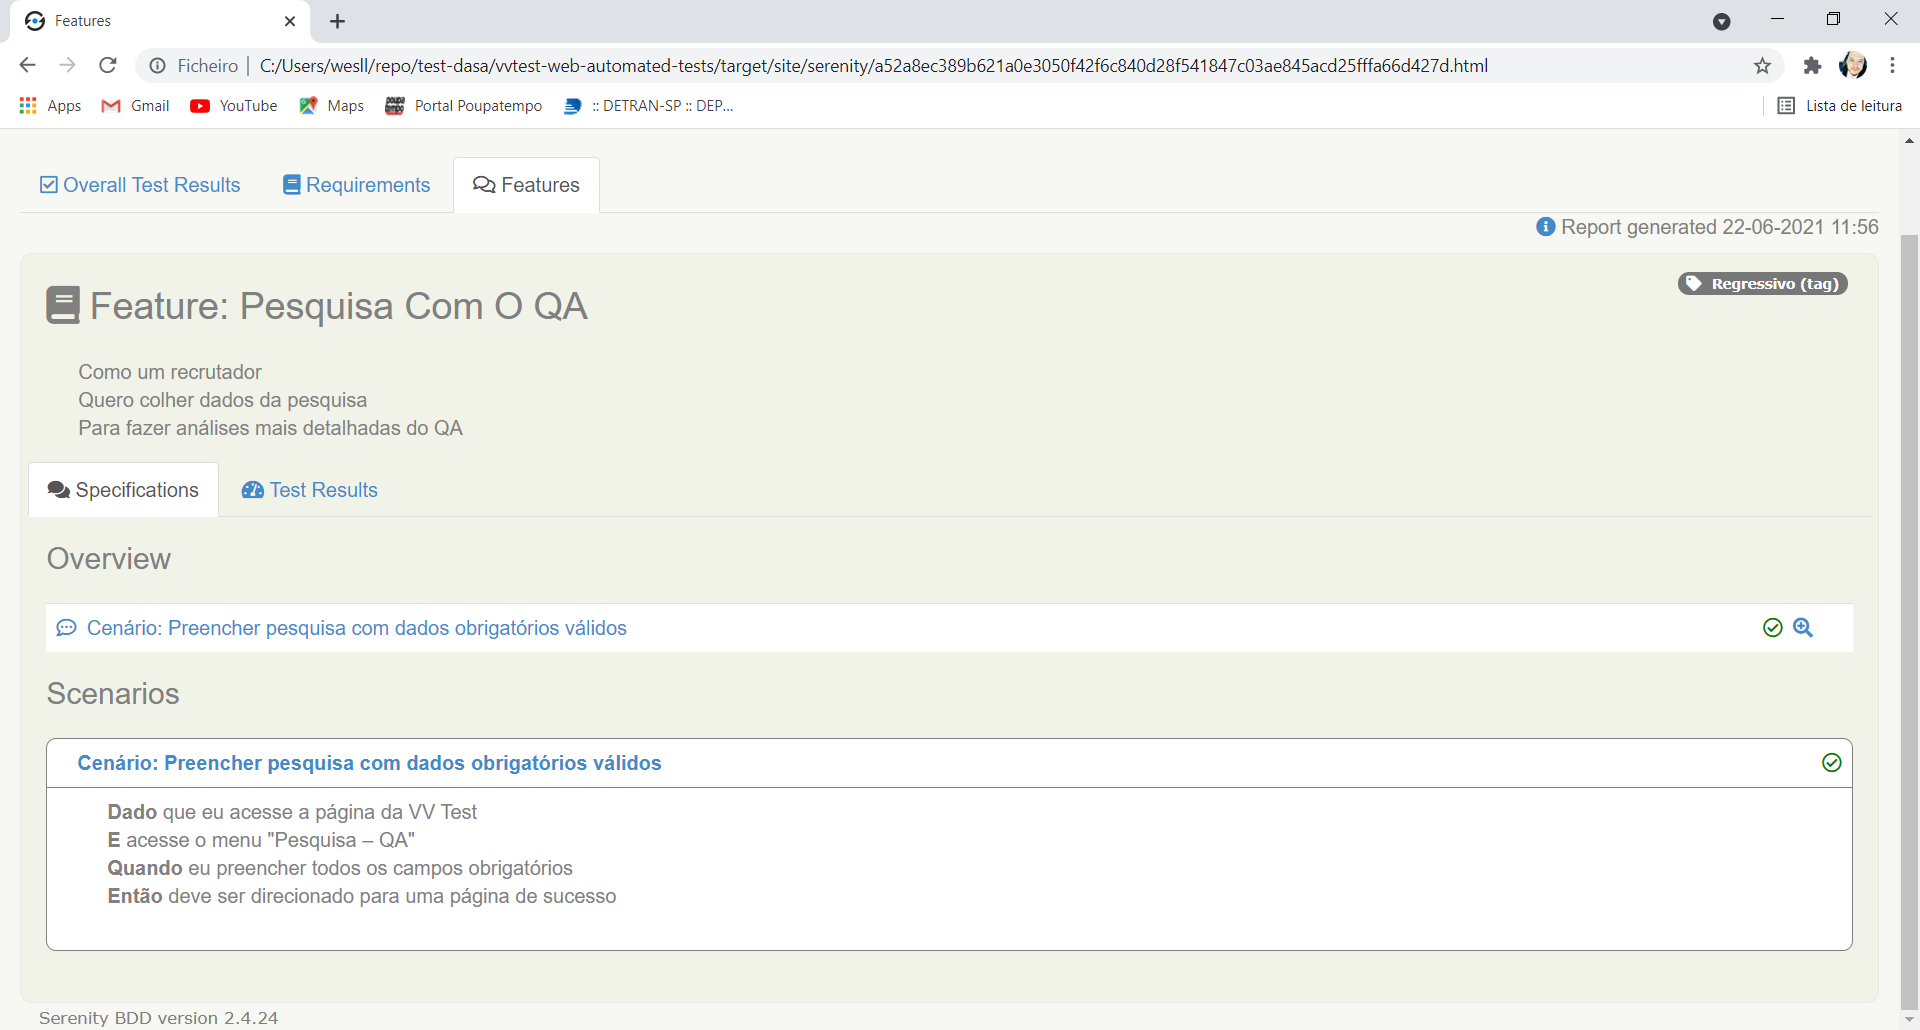 Features
Ficheiro | C:/Users/wesll/repo/test-dasa/vvtest-web-automated-tests/target/site/serenity/a52a8ec389b621a0e3050f42f6c840d28f541847c03ae845acd25fffa66d427d.html
Apps Gmail YouTube Maps Portal Poupatempo :: DETRAN-SP :: DEP... Lista de leitura
Overall Test Results Requirements Features
Report generated 22-06-2021 11:56
Feature: Pesquisa Com O QA
Regressivo (tag)
Como um recrutador
Quero colher dados da pesquisa
Para fazer análises mais detalhadas do QA
Specifications Test Results
Overview
Cenário: Preencher pesquisa com dados obrigatórios válidos
Scenarios
Cenário: Preencher pesquisa com dados obrigatórios válidos
Dado que eu acesse a página da VV Test
E acesse o menu "Pesquisa – QA"
Quando eu preencher todos os campos obrigatórios
Então deve ser direcionado para uma página de sucesso
Serenity BDD version 2.4.24